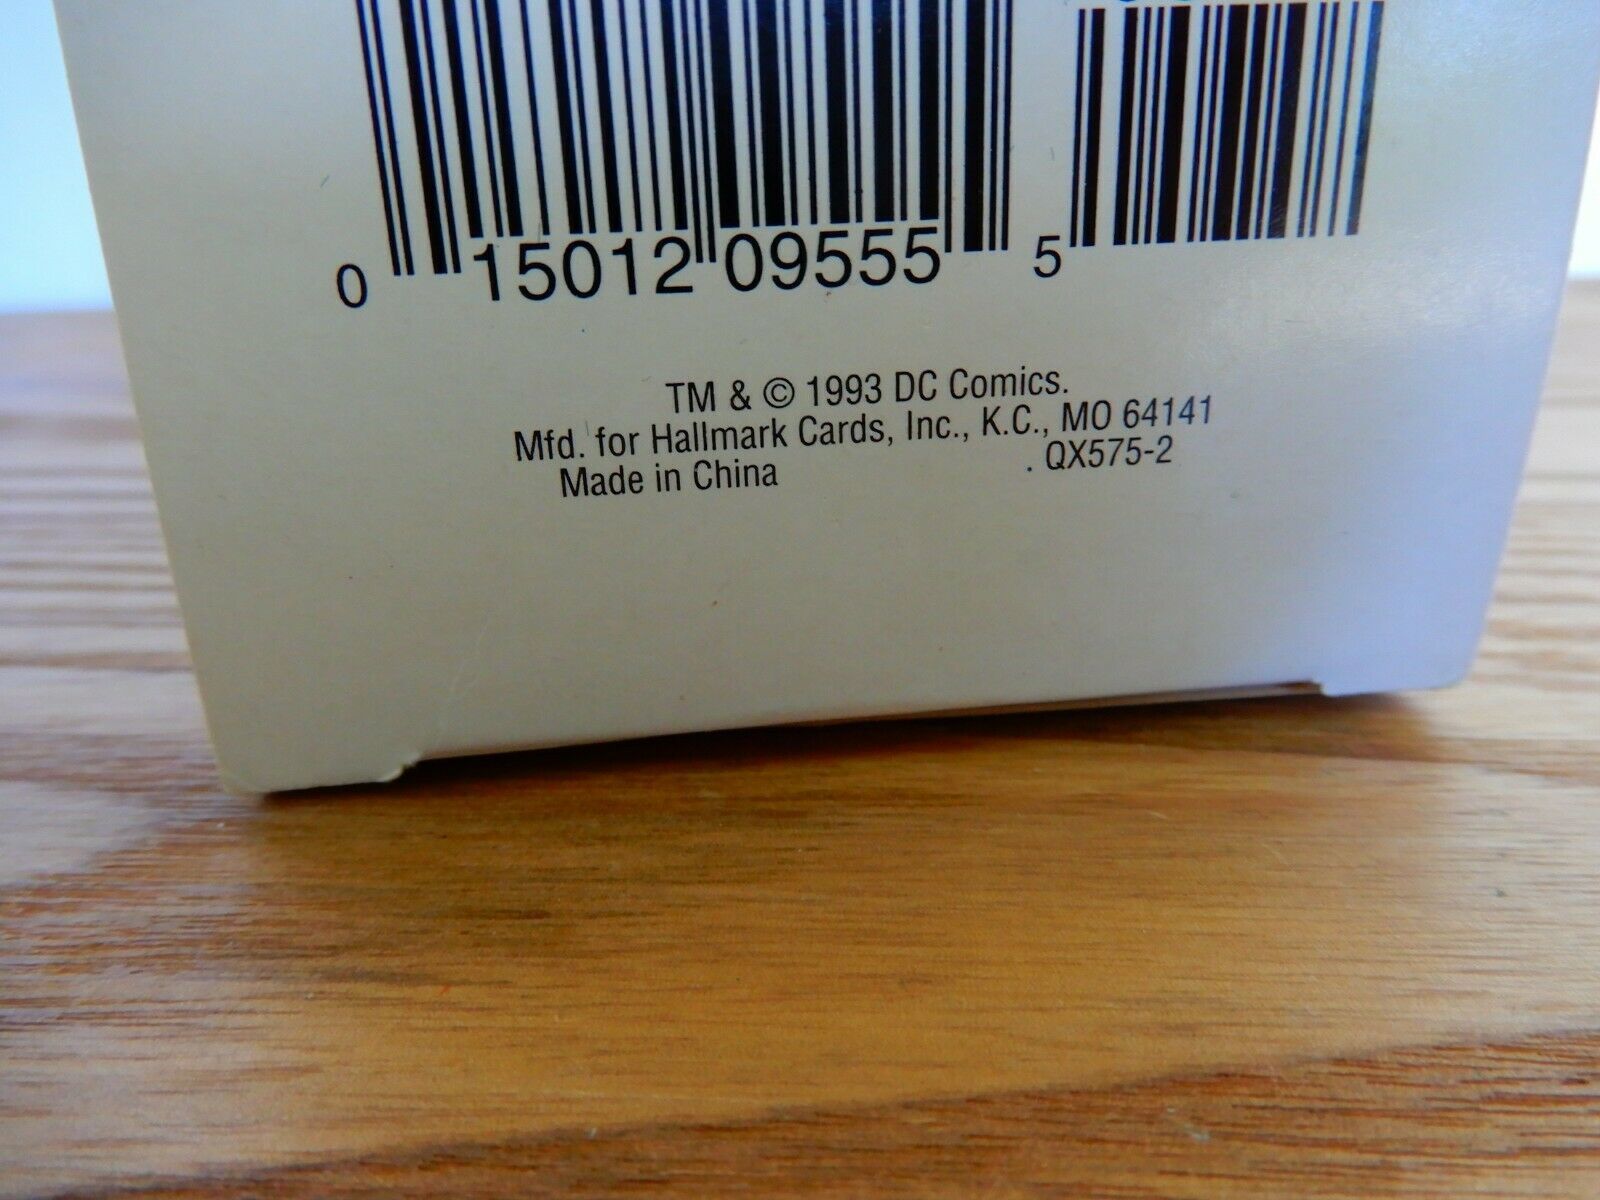 0 15012 09555 5
TM & © 1993 DC Comics.
Mfd. for Hallmark Cards, Inc., K.C., MO 64141
Made in China . QX575-2